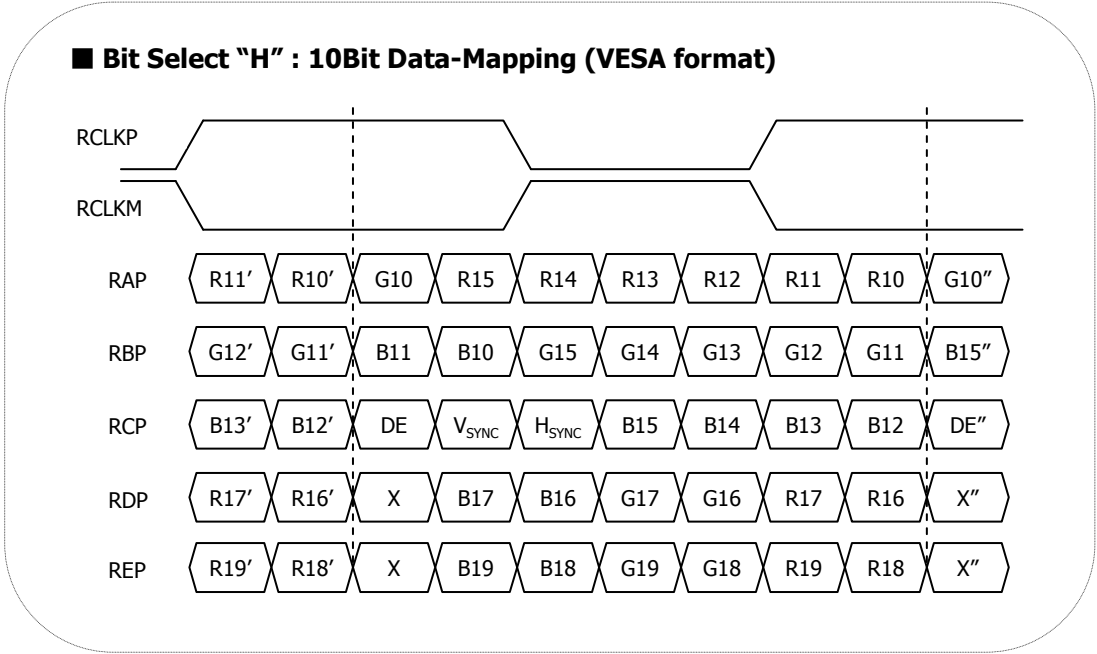 ■ Bit Select “H” : 10Bit Data-Mapping (VESA format)
RCLKP
RCLKM
RAP R11′ R10′ G10 R15 R14 R13 R12 R11 R10 G10″
RBP G12′ G11′ B11 B10 G15 G14 G13 G12 G11 B15″
RCP B13′ B12′ DE VSYNC HSYNC B15 B14 B13 B12 DE″
RDP R17′ R16′ X B17 B16 G17 G16 R17 R16 X″
REP R19′ R18′ X B19 B18 G19 G18 R19 R18 X″